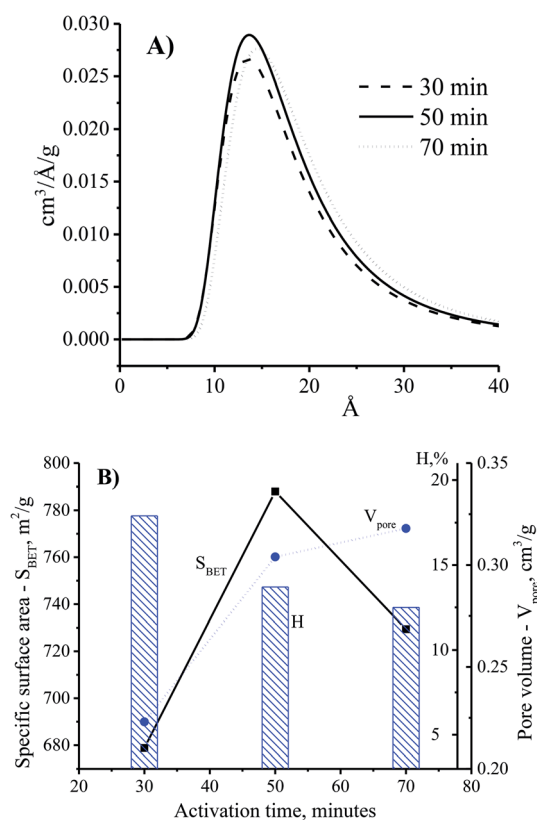 A)
0.030
0.025
0.020
0.015
0.010
0.005
0.000
cm³/Å/g
30 min
50 min
70 min
0 10 20 30 40
Å
B)
800
780
760
740
720
700
680
Specific surface area - S_BET, m²/g
H,%
20
15
10
5
0.35
0.30
0.25
0.20
Pore volume - V_pore, cm³/g
S_BET
V_pore
H
20 30 40 50 60 70 80
Activation time, minutes